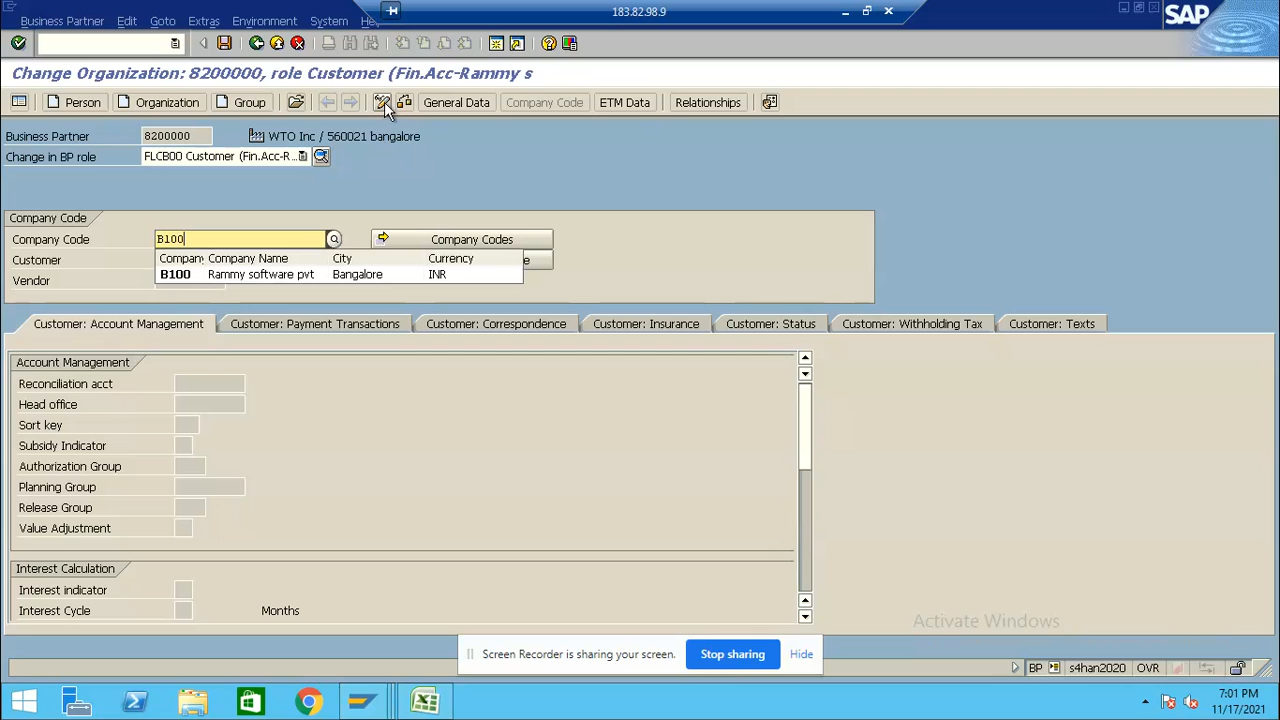 183.82.98.9
Business Partner Edit Goto Extras Environment System He
SAP
Change Organization: 8200000, role Customer (Fin.Acc-Rammy s
Person Organization Group General Data Company Code ETM Data Relationships
Business Partner 8200000 WTO Inc / 560021 bangalore
Change in BP role FLCB00 Customer (Fin.Acc-R...
Company Code
Company Code B100 Company Codes
Customer Company Company Name City Currency e
Vendor B100 Rammy software pvt Bangalore INR
Customer: Account Management Customer: Payment Transactions Customer: Correspondence Customer: Insurance Customer: Status Customer: Withholding Tax Customer: Texts
Account Management
Reconciliation acct
Head office
Sort key
Subsidy Indicator
Authorization Group
Planning Group
Release Group
Value Adjustment
Interest Calculation
Interest indicator
Interest Cycle Months
Activate Windows
Screen Recorder is sharing your screen. Stop sharing Hide
BP s4han2020 OVR
7:01 PM
11/17/2021